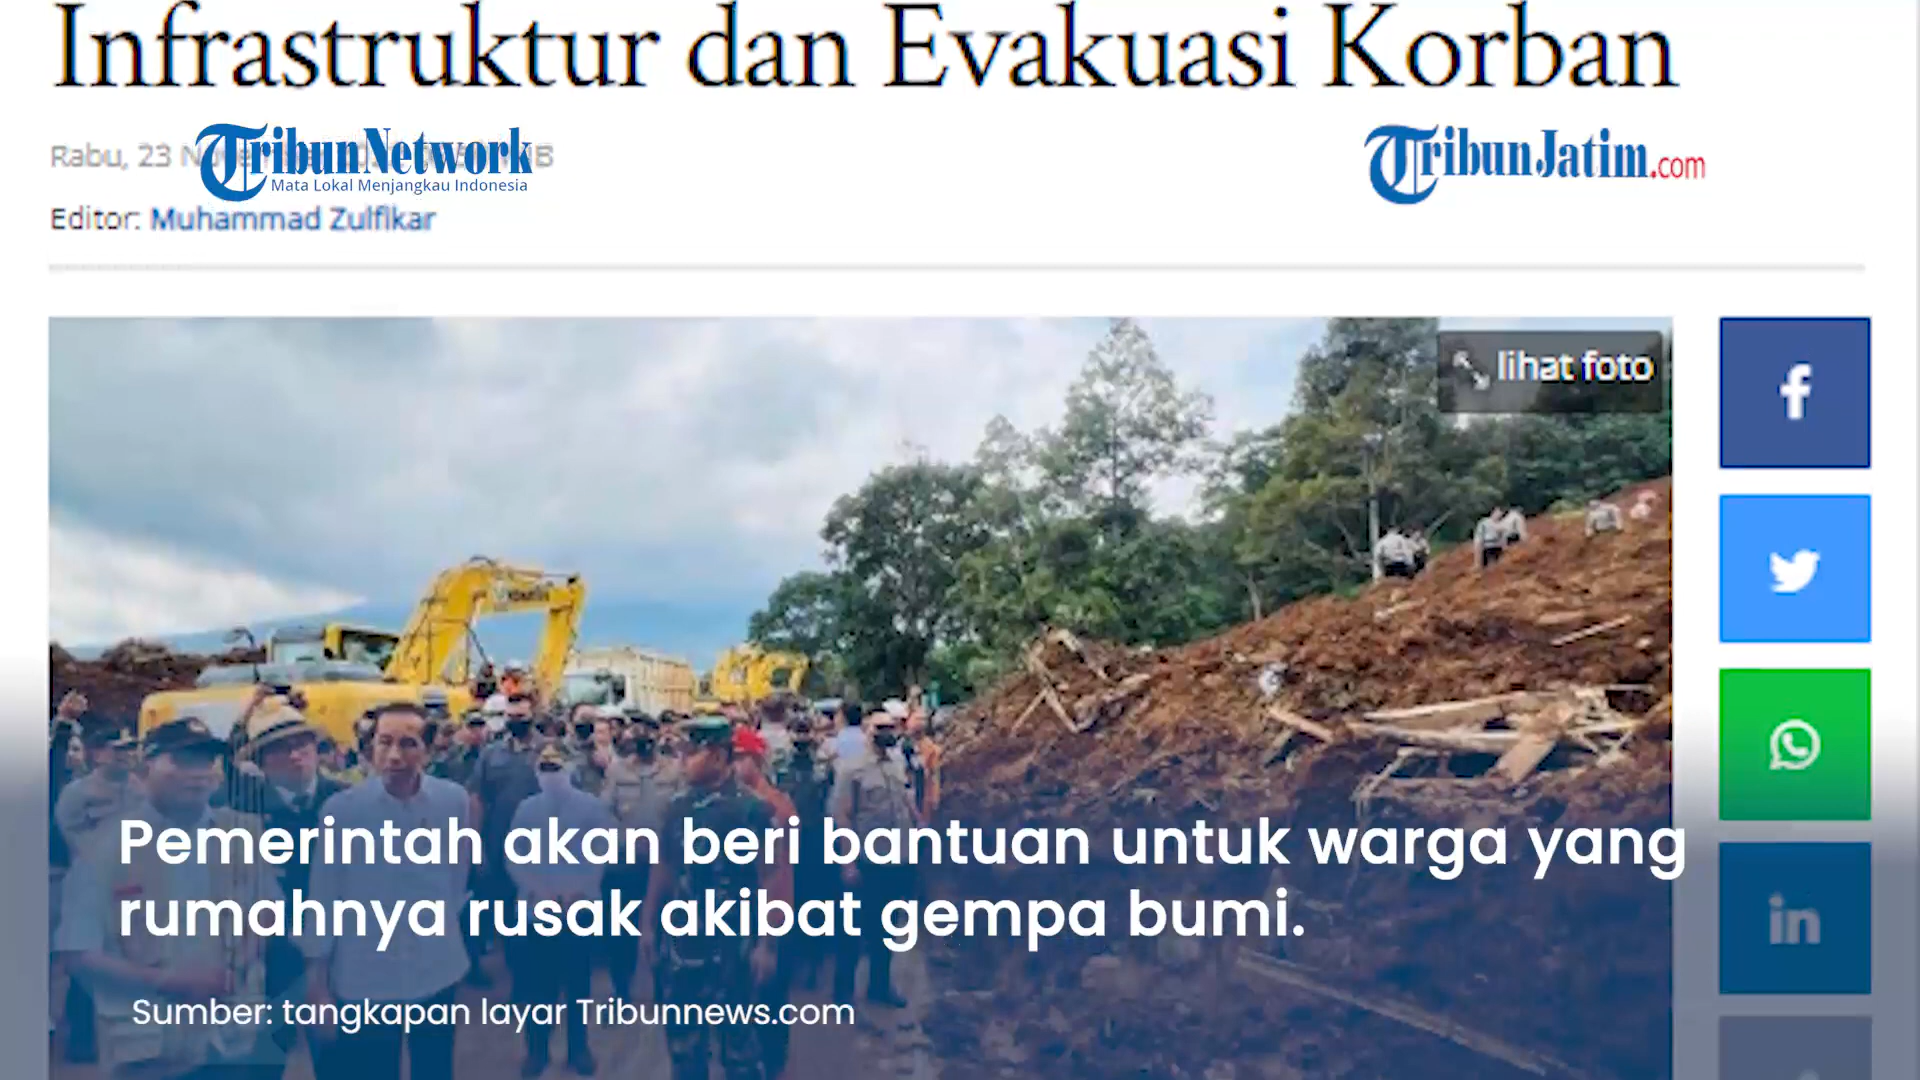 Infrastruktur dan Evakuasi Korban
Rabu, 23
TribunNetwork
Mata Lokal Menjangkau Indonesia
TribunJatim.com
Editor: Muhammad Zulfikar
lihat foto
Pemerintah akan beri bantuan untuk warga yang
rumahnya rusak akibat gempa bumi.
Sumber: tangkapan layar Tribunnews.com